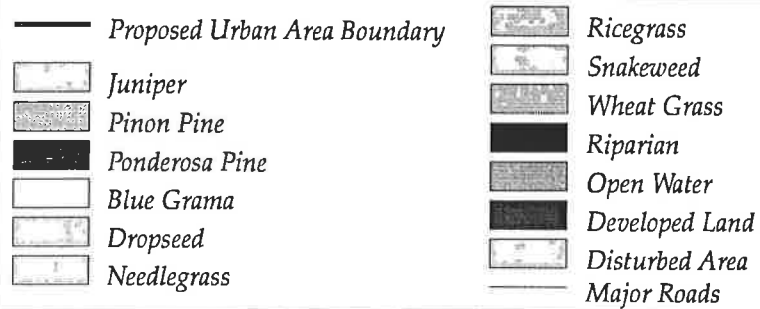 Proposed Urban Area Boundary
Juniper
Pinon Pine
Ponderosa Pine
Blue Grama
Dropseed
Needlegrass
Ricegrass
Snakeweed
Wheat Grass
Riparian
Open Water
Developed Land
Disturbed Area
Major Roads